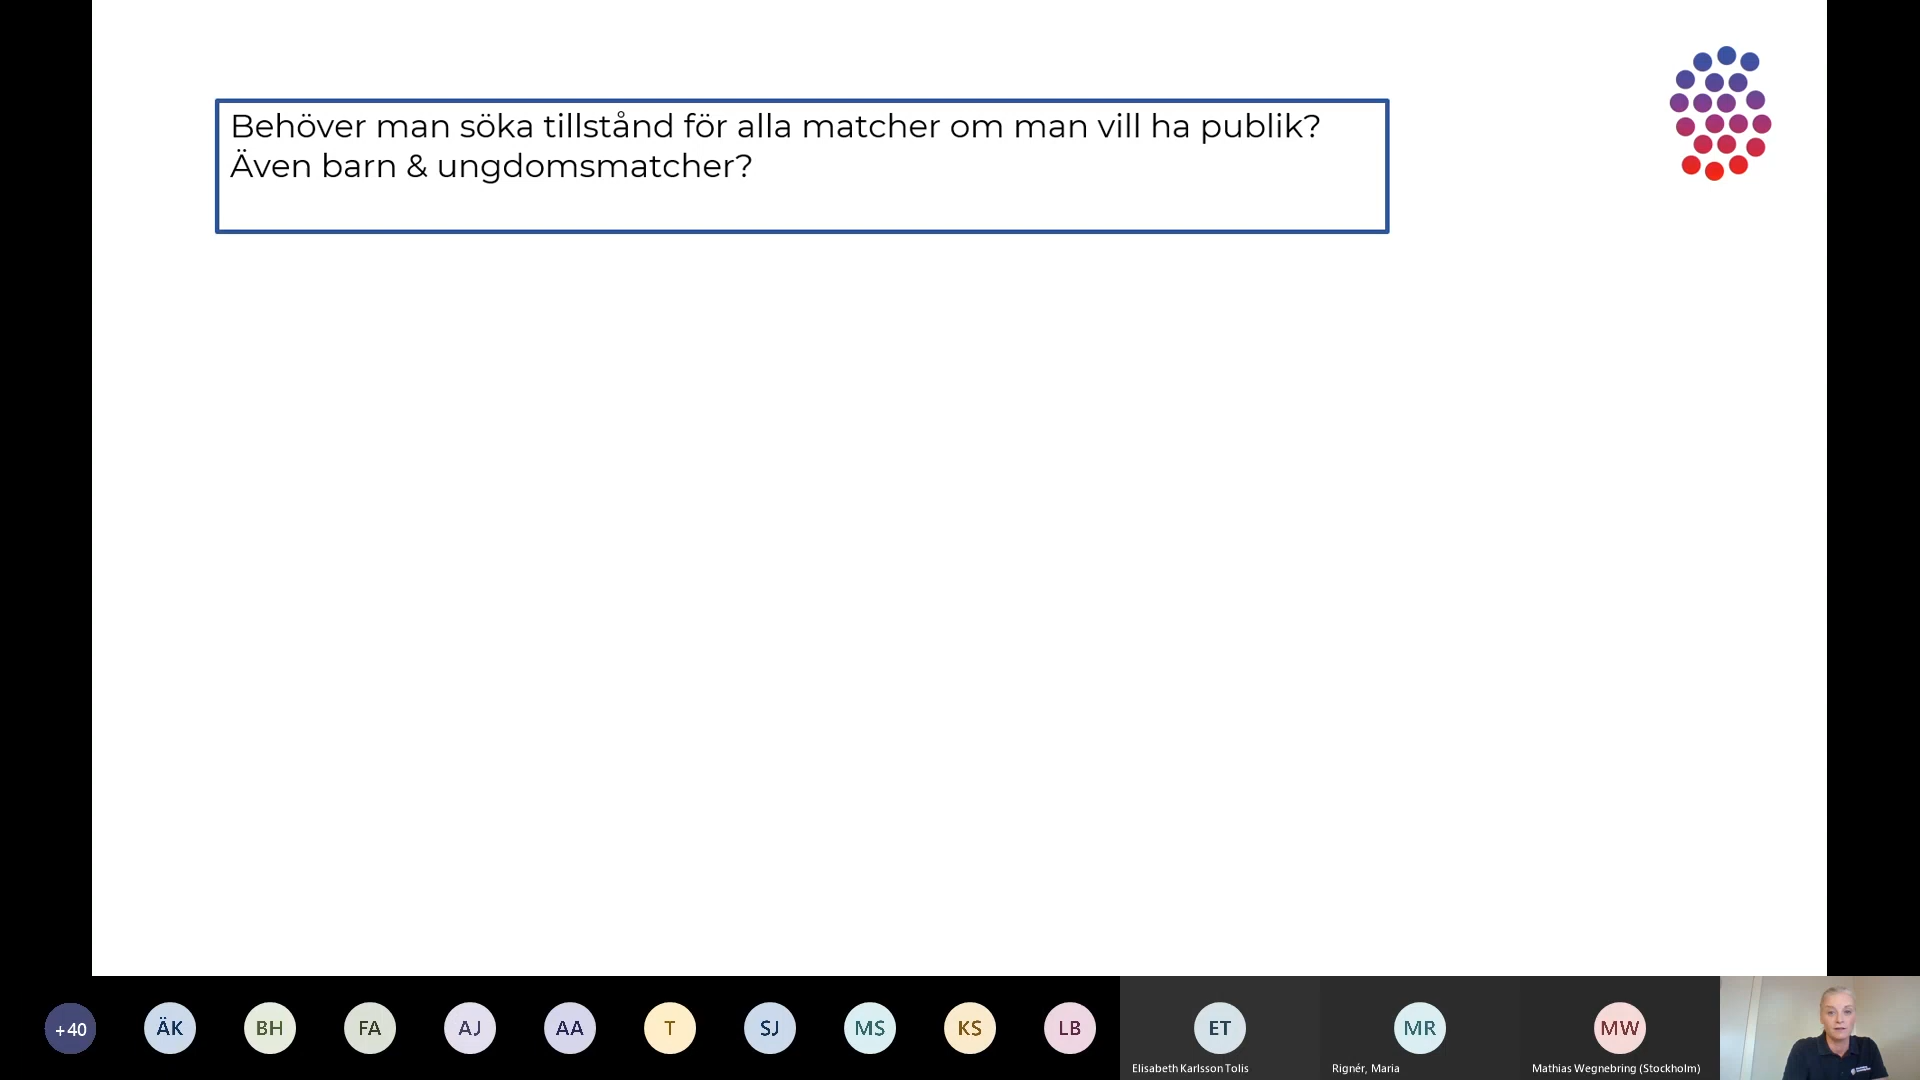 Behöver man söka tillstånd för alla matcher om man vill ha publik?
Även barn & ungdomsmatcher?
+40
ÄK
BH
FA
AJ
AA
T
SJ
MS
KS
LB
ET
MR
MW
Elisabeth Karlsson Tolis
Rignér, Maria
Mathias Wegnebring (Stockholm)